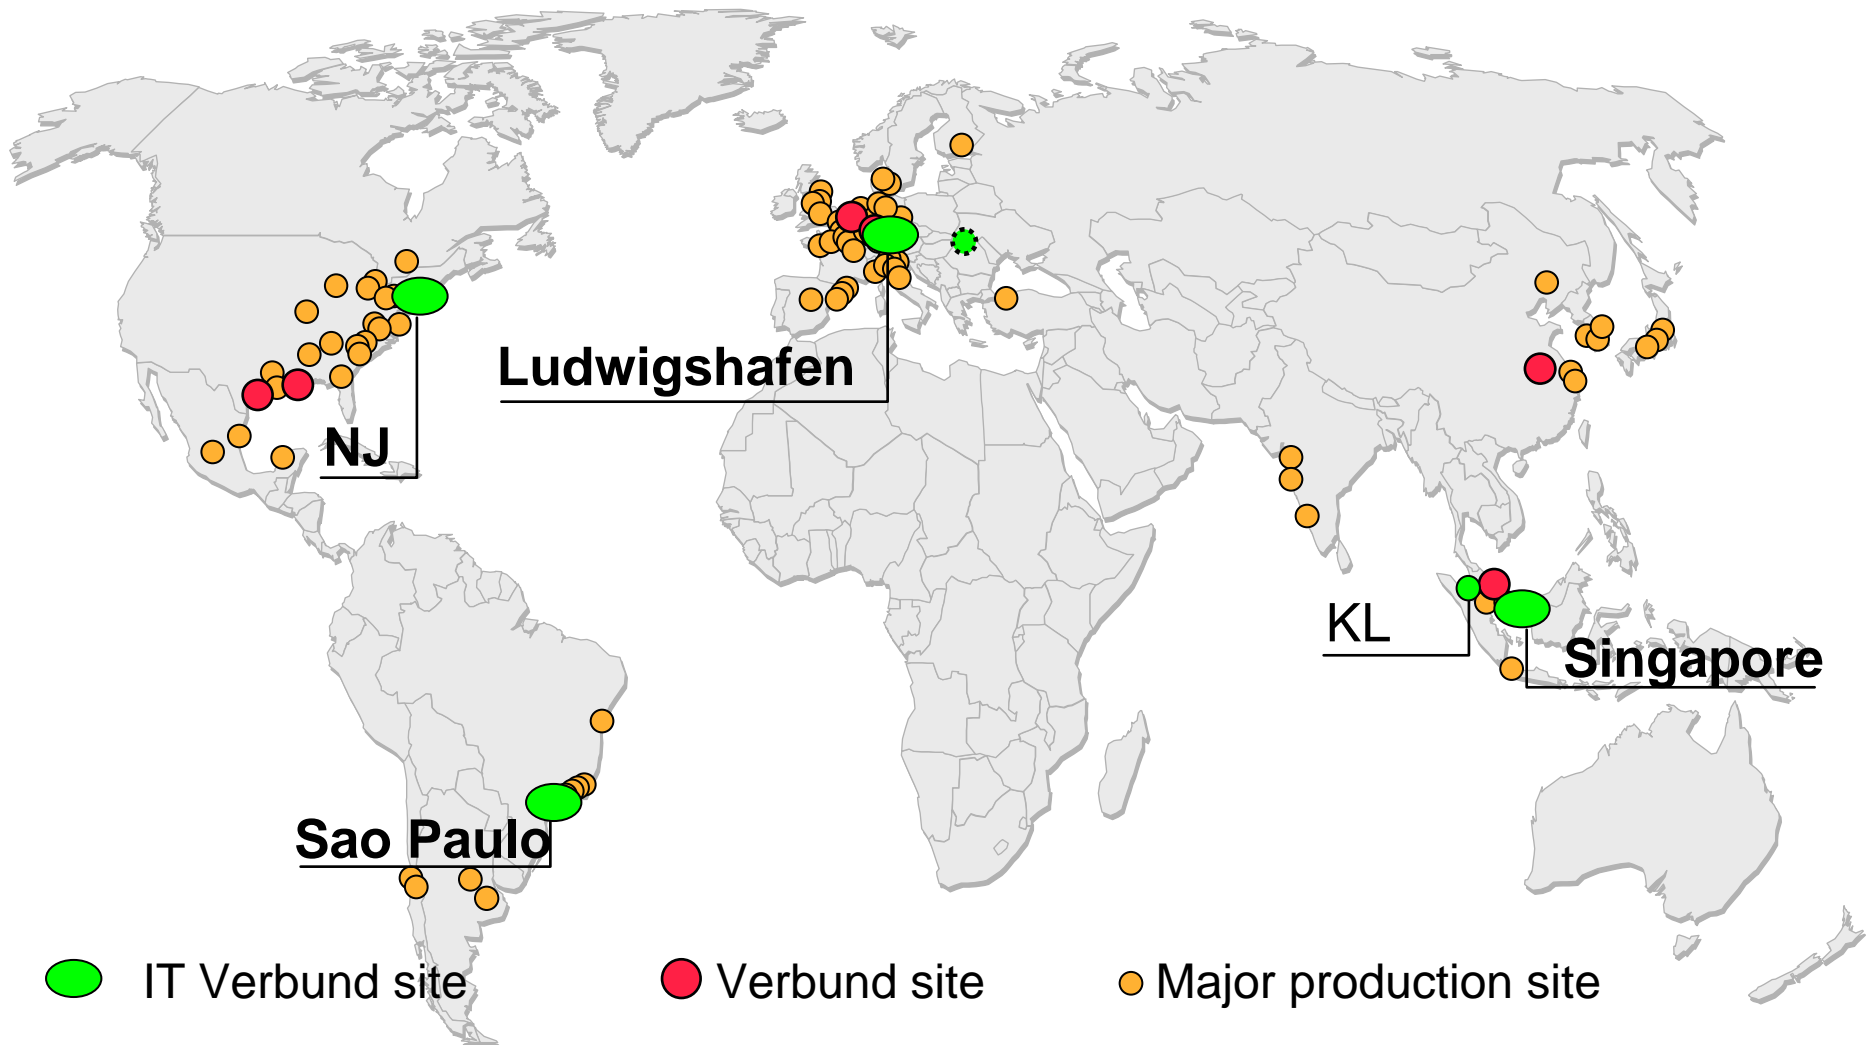 Ludwigshafen
NJ
KL
Singapore
Sao Paulo
IT Verbund site
Verbund site
Major production site